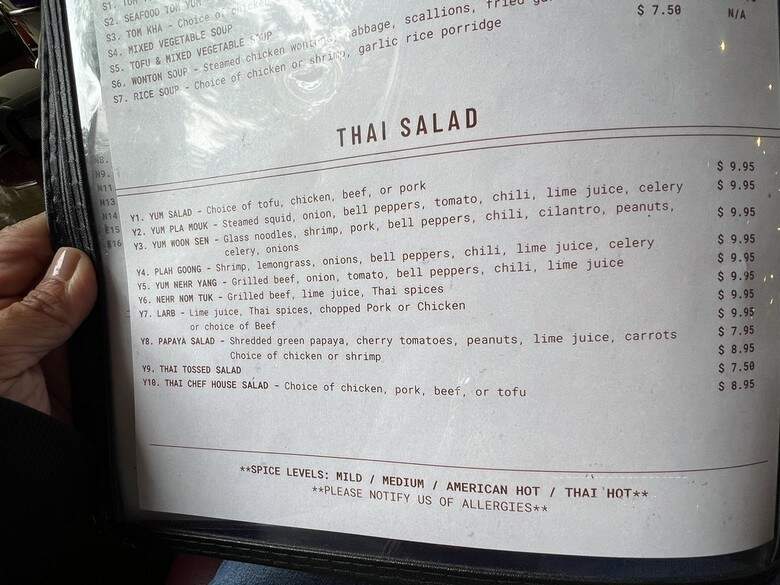 S2. SEAFOOD TOM YUM
S3. TOM KHA - Choice of chicken
S4. MIXED VEGETABLE SOUP
S5. TOFU & MIXED VEGETABLE SOUP
S6. WONTON SOUP - Steamed chicken wontons, cabbage, scallions, fried
S7. RICE SOUP - Choice of chicken or shrimp, garlic rice porridge
$ 7.50 N/A
THAI SALAD
N8.
N9.
N11
N13
N14
E15
E16
Y1. YUM SALAD - Choice of tofu, chicken, beef, or pork $ 9.95
Y2. YUM PLA MOUK - Steamed squid, onion, bell peppers, tomato, chili, lime juice, celery $ 9.95
Y3. YUM WOON SEN - Glass noodles, shrimp, pork, bell peppers, chili, cilantro, peanuts, $ 9.95
celery, onions
Y4. PLAH GOONG - Shrimp, lemongrass, onions, bell peppers, chili, lime juice, celery $ 9.95
Y5. YUM NEHR YANG - Grilled beef, onion, tomato, bell peppers, chili, lime juice $ 9.95
Y6. NEHR NOM TUK - Grilled beef, lime juice, Thai spices $ 9.95
Y7. LARB - Lime juice, Thai spices, chopped Pork or Chicken $ 9.95
or choice of Beef $ 9.95
Y8. PAPAYA SALAD - Shredded green papaya, cherry tomatoes, peanuts, lime juice, carrots $ 7.95
Choice of chicken or shrimp $ 8.95
Y9. THAI TOSSED SALAD $ 7.50
Y10. THAI CHEF HOUSE SALAD - Choice of chicken, pork, beef, or tofu $ 8.95
**SPICE LEVELS: MILD / MEDIUM / AMERICAN HOT / THAI HOT**
**PLEASE NOTIFY US OF ALLERGIES**